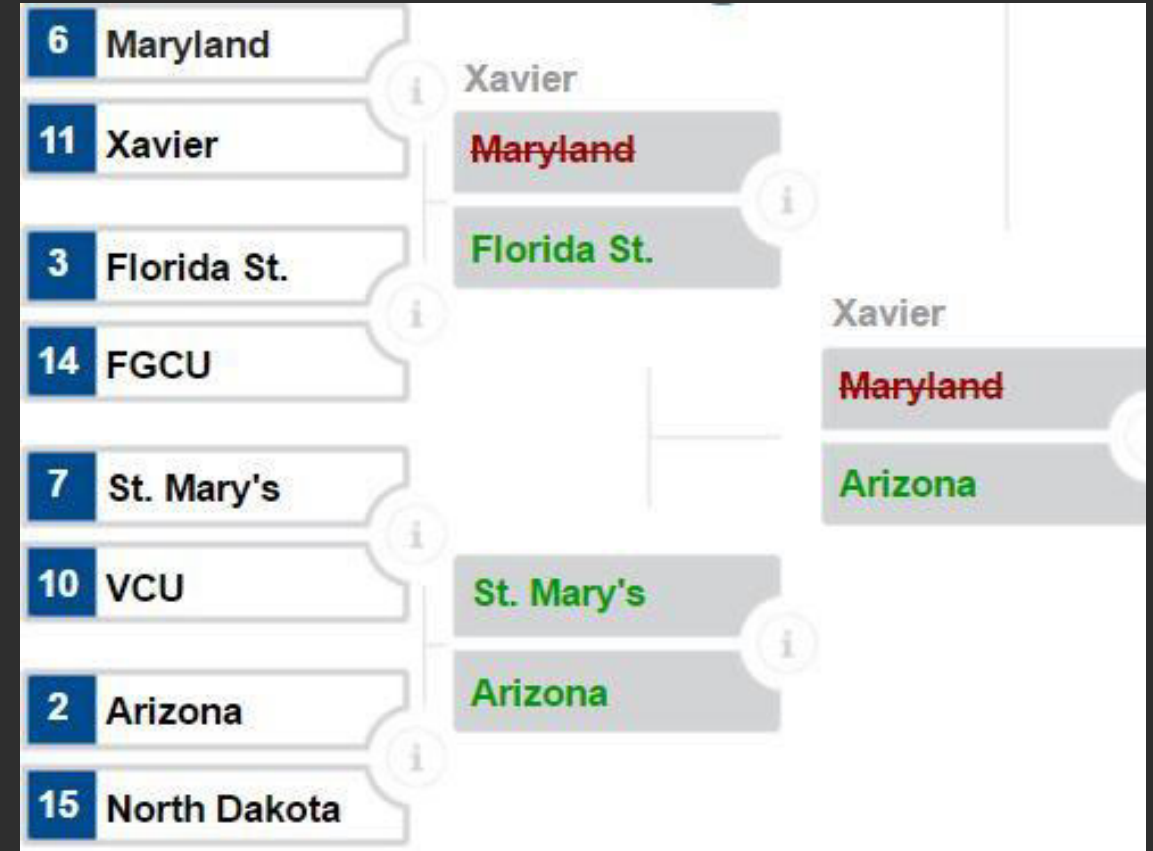 6 Maryland
11 Xavier
3 Florida St.
14 FGCU
7 St. Mary's
10 VCU
2 Arizona
15 North Dakota
Xavier
Maryland
Florida St.
St. Mary's
Arizona
Xavier
Maryland
Arizona